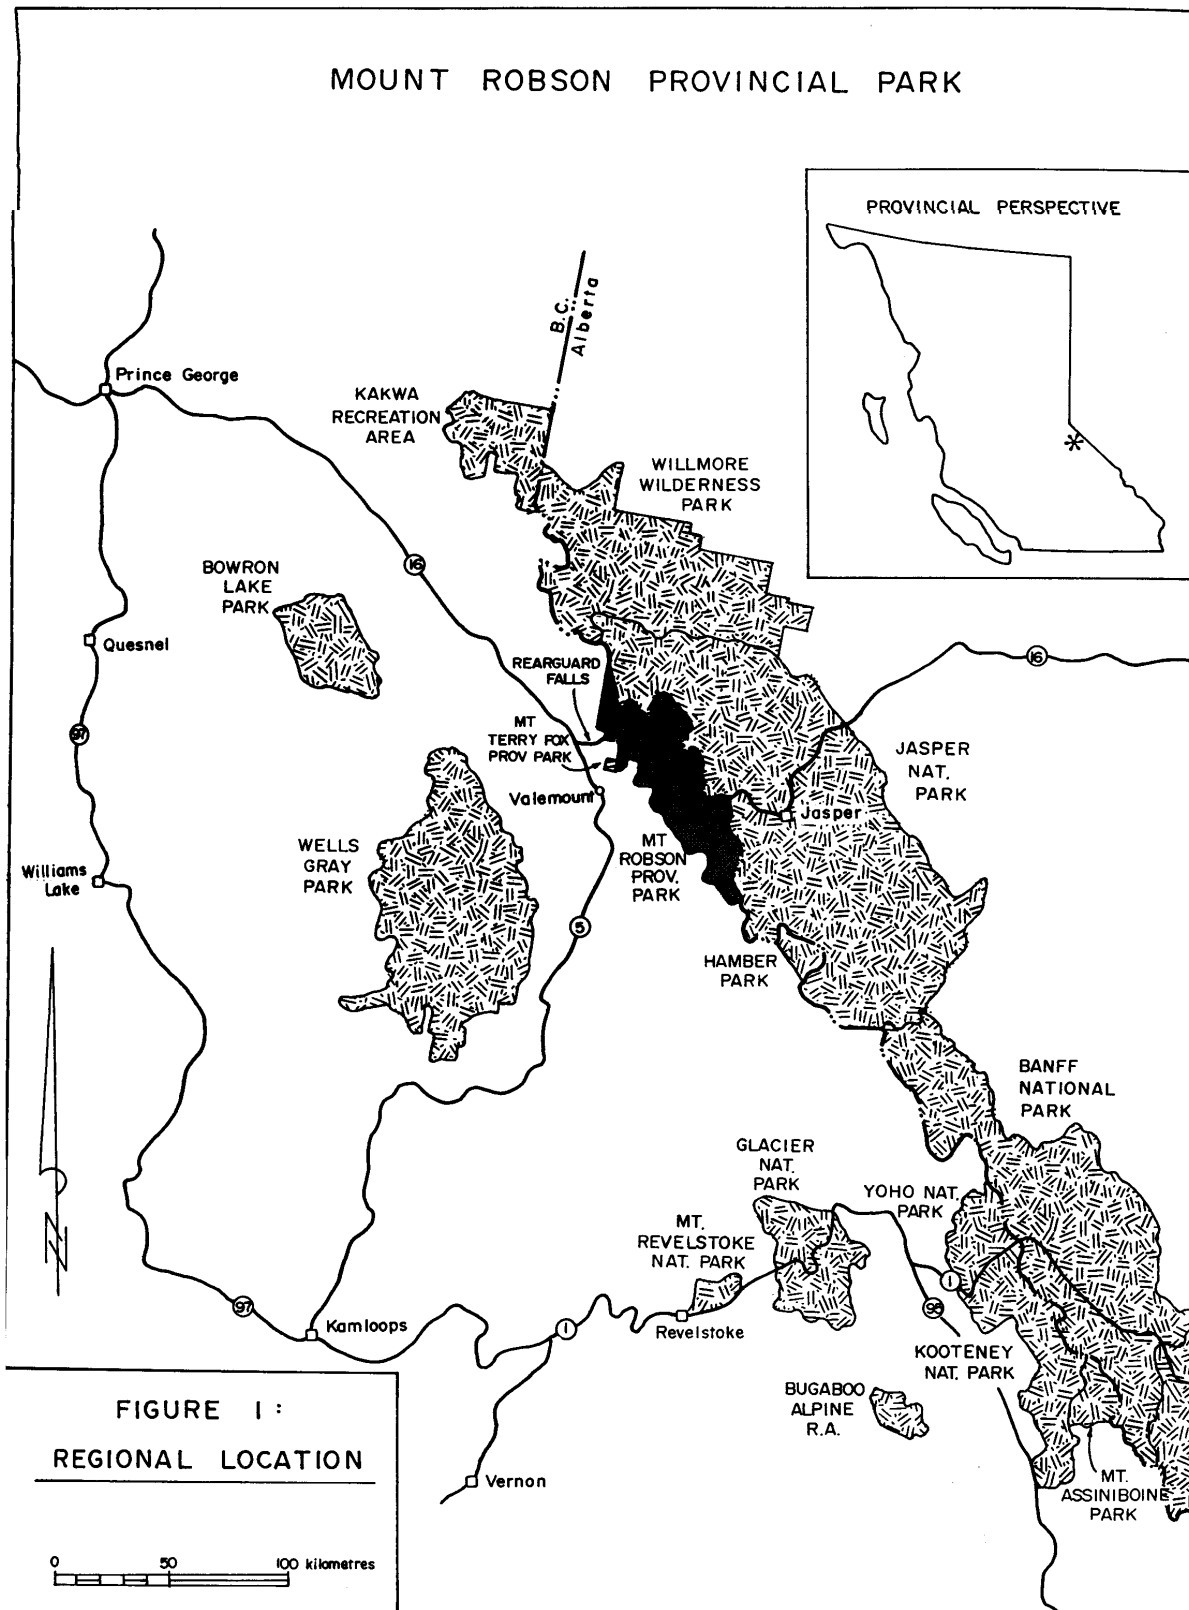 MOUNT ROBSON PROVINCIAL PARK
PROVINCIAL PERSPECTIVE
B.C.
Alberta
Prince George
KAKWA
RECREATION
AREA
WILLMORE
WILDERNESS
PARK
16
BOWRON
LAKE
PARK
Quesnel
REARGUARD
FALLS
16
MT
TERRY FOX
PROV PARK
97
JASPER
NAT.
PARK
Valemount
Jasper
WELLS
GRAY
PARK
MT
ROBSON
PROV.
PARK
Williams
Lake
5
HAMBER
PARK
BANFF
NATIONAL
PARK
GLACIER
NAT.
PARK
YOHO NAT.
PARK
MT.
REVELSTOKE
NAT. PARK
N
1
97
95
Kamloops
1
Revelstoke
KOOTENEY
NAT. PARK
BUGABOO
ALPINE
R.A.
FIGURE 1:
REGIONAL LOCATION
Vernon
MT.
ASSINIBOINE
PARK
0 50 100 kilometres